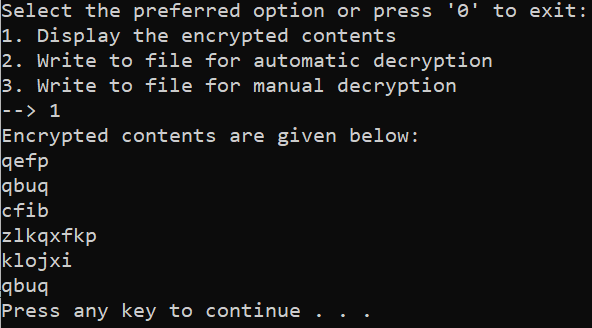 Select the preferred option or press '0' to exit:
1. Display the encrypted contents
2. Write to file for automatic decryption
3. Write to file for manual decryption
--> 1
Encrypted contents are given below:
qefp
qbuq
cfib
zlkqxfkp
klojxi
qbuq
Press any key to continue . . .